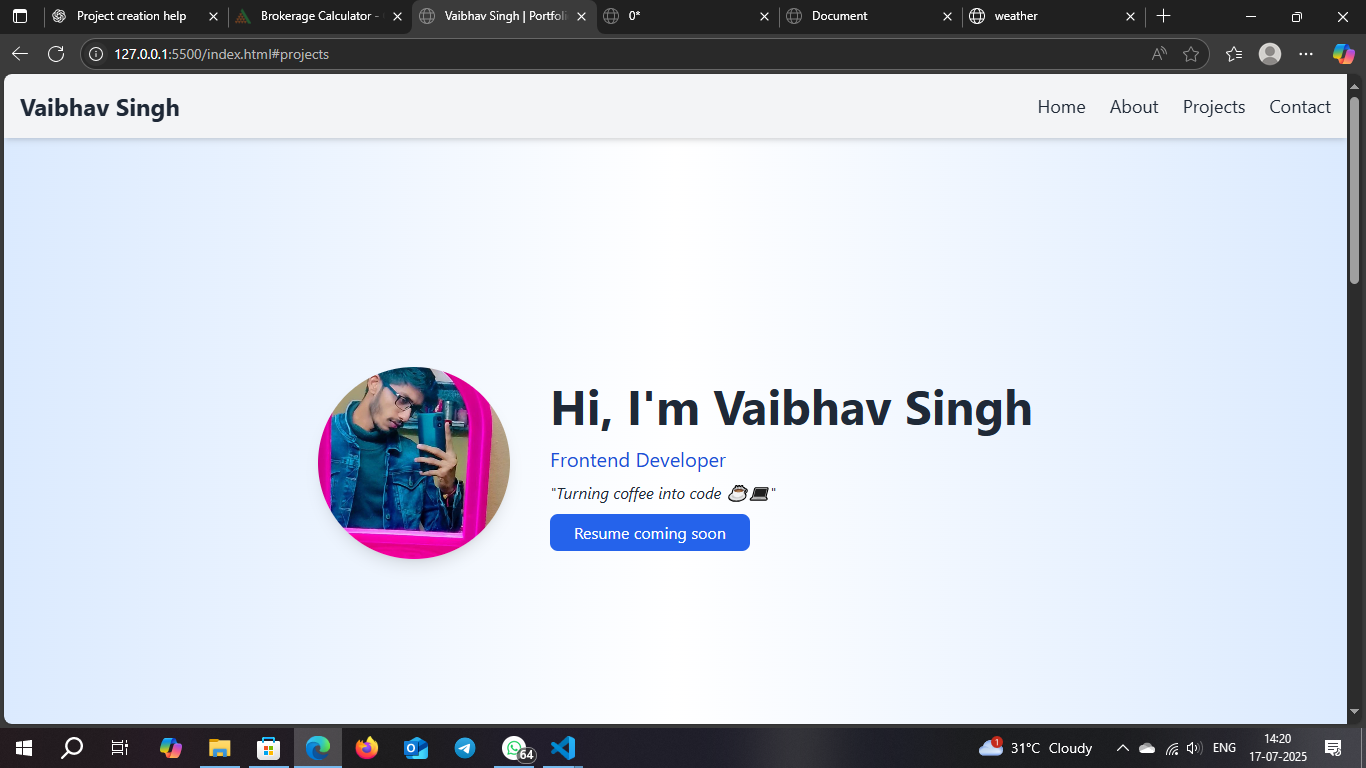 Project creation help
Brokerage Calculator -
Vaibhav Singh | Portfoli
0*
Document
weather
127.0.0.1:5500/index.html#projects
Vaibhav Singh
Home
About
Projects
Contact
Hi, I'm Vaibhav Singh
Frontend Developer
"Turning coffee into code ☕💻"
Resume coming soon
64
1
31°C Cloudy
ENG
14:20
17-07-2025